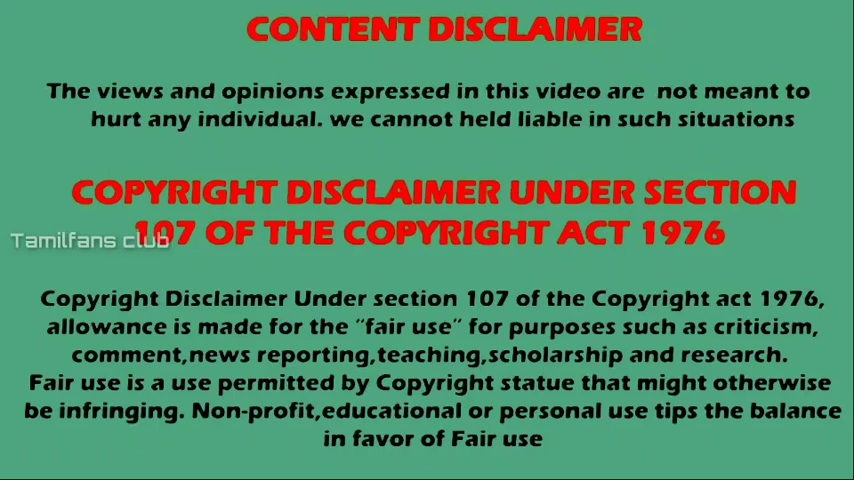 CONTENT DISCLAIMER
The views and opinions expressed in this video are not meant to
hurt any individual. we cannot held liable in such situations
COPYRIGHT DISCLAIMER UNDER SECTION
107 OF THE COPYRIGHT ACT 1976
Tamilfans club
Copyright Disclaimer Under section 107 of the Copyright act 1976,
allowance is made for the "fair use" for purposes such as criticism,
comment,news reporting,teaching,scholarship and research.
Fair use is a use permitted by Copyright statue that might otherwise
be infringing. Non-profit,educational or personal use tips the balance
in favor of Fair use